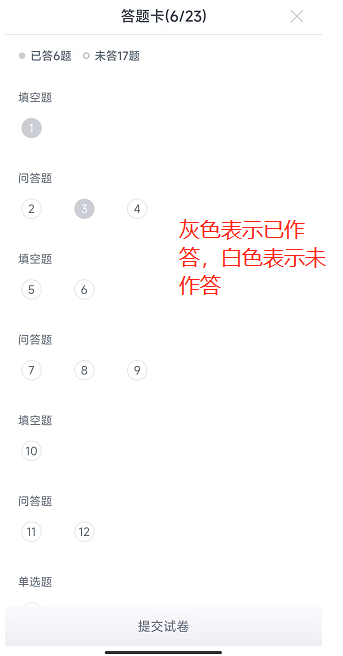 答题卡(6/23)
已答6题 未答17题
填空题
1
问答题
2 3 4
灰色表示已作
答，白色表示未
作答
填空题
5 6
问答题
7 8 9
填空题
10
问答题
11 12
单选题
提交试卷